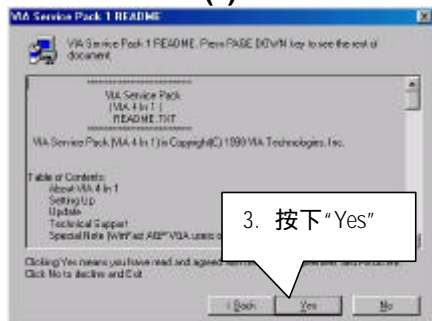 VIA Service Pack 1 README
VIA Service Pack 1 README. Press PAGE DOWN key to see the rest of
document.
====================
VIA Service Pack
(VIA 4 In 1 )
README.TXT
====================
VIA Service Pack (VIA 4 In 1) is Copyright(C) 1999 VIA Technologies, Inc.
Table of Contents:
About VIA 4 in 1
Setting Up
Update
Technical Support
Special Note (WinFast AGP VGA users
3. 按下“Yes”
Clicking Yes means you have read and agreed
Click No to decline and Exit
< Back
Yes
No